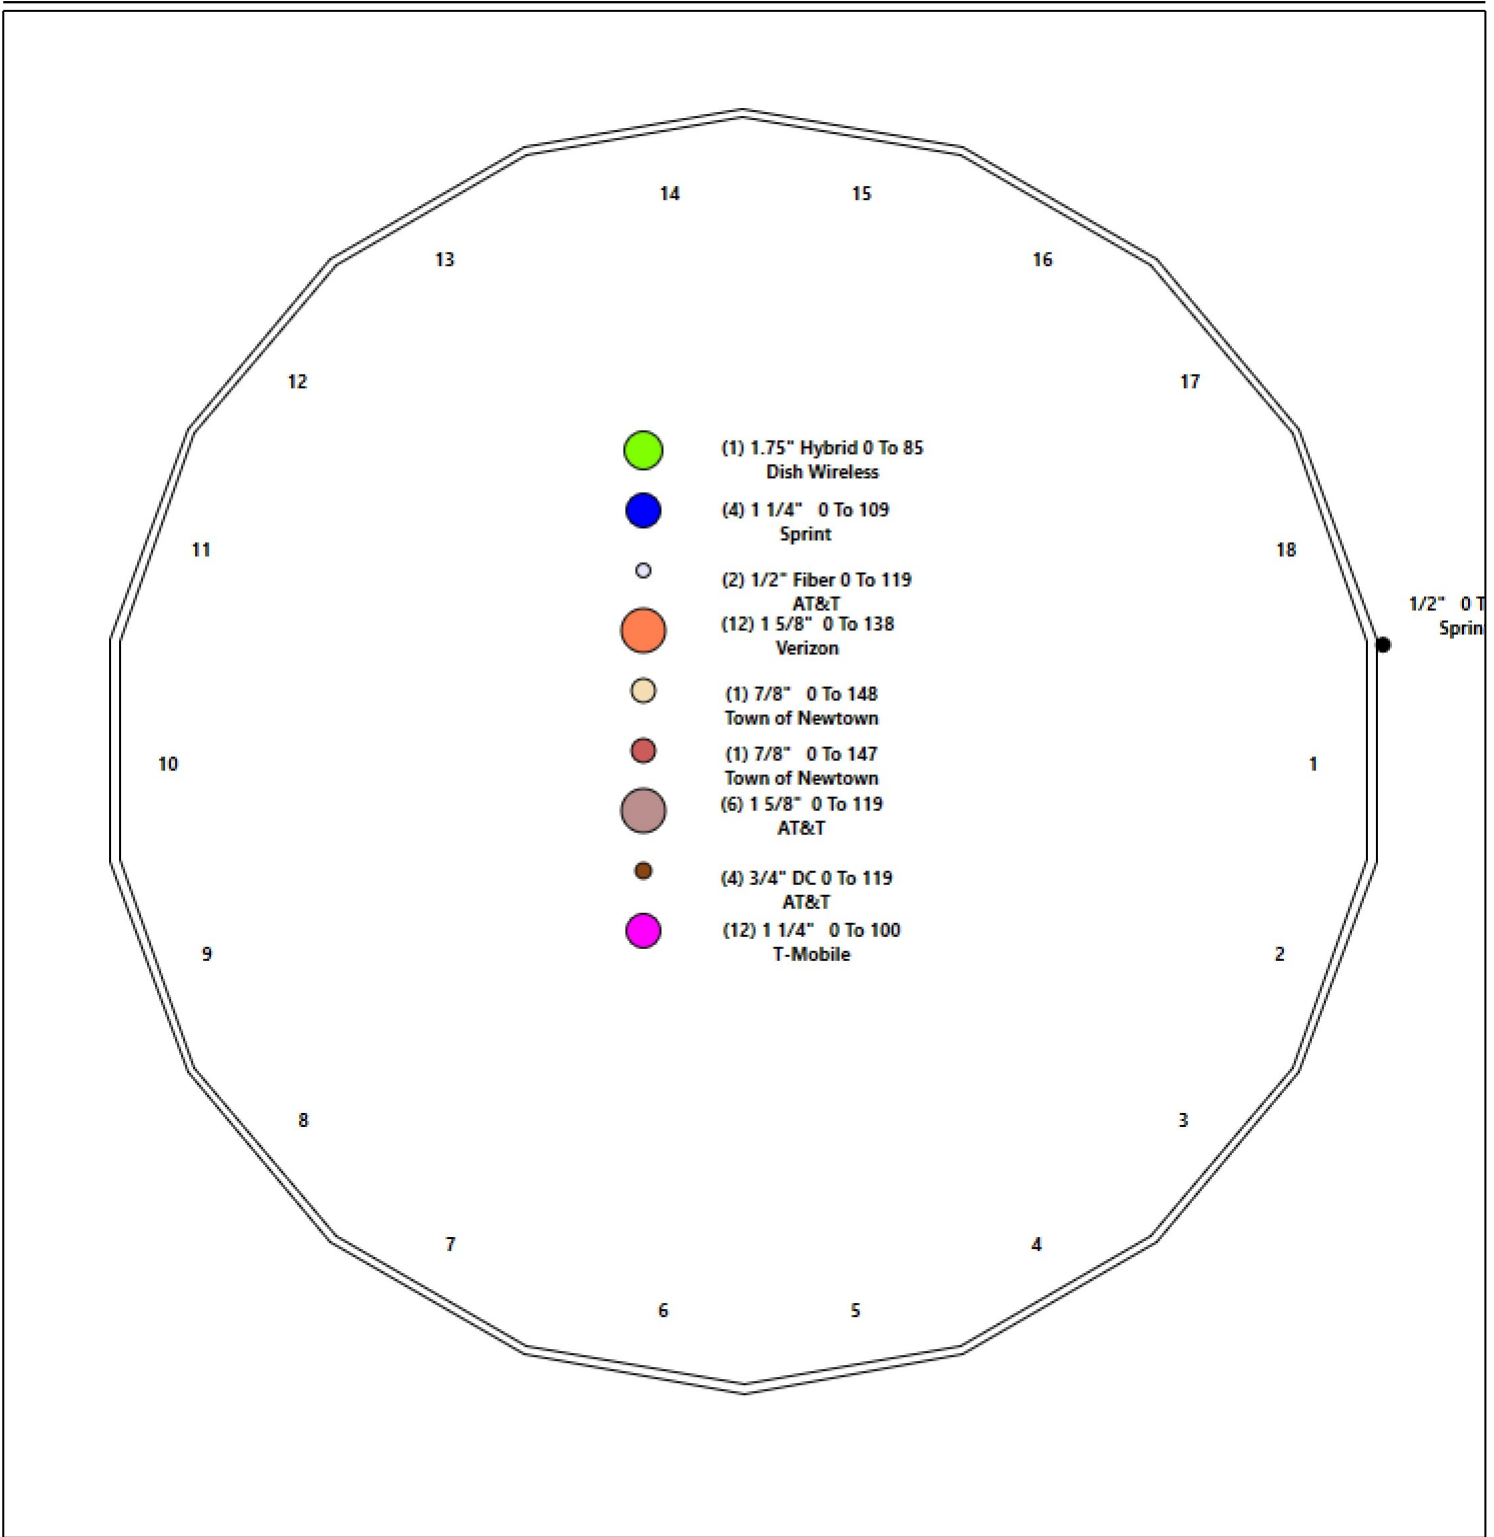 14
15
13
16
12
17
(1) 1.75" Hybrid 0 To 85
Dish Wireless
(4) 1 1/4" 0 To 109
Sprint
11
18
(2) 1/2" Fiber 0 To 119
AT&T
1/2" 0
(12) 1 5/8" 0 To 138
Verizon
(1) 7/8" 0 To 148
Town of Newtown
(1) 7/8" 0 To 147
Town of Newtown
10
1
(6) 1 5/8" 0 To 119
AT&T
(4) 3/4" DC 0 To 119
AT&T
(12) 1 1/4" 0 To 100
T-Mobile
9
2
8
3
7
4
6
5